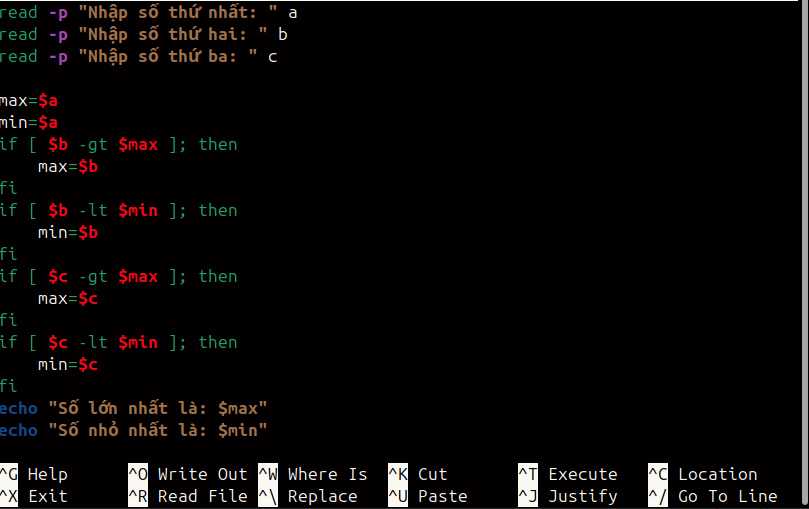 read -p "Nhập số thứ nhất: " a
read -p "Nhập số thứ hai: " b
read -p "Nhập số thứ ba: " c
max=$a
min=$a
if [ $b -gt $max ]; then
    max=$b
fi
if [ $b -lt $min ]; then
    min=$b
fi
if [ $c -gt $max ]; then
    max=$c
fi
if [ $c -lt $min ]; then
    min=$c
fi
echo "Số lớn nhất là: $max"
echo "Số nhỏ nhất là: $min"
^G Help ^O Write Out ^W Where Is ^K Cut ^T Execute ^C Location
^X Exit ^R Read File ^\ Replace ^U Paste ^J Justify ^/ Go To Line